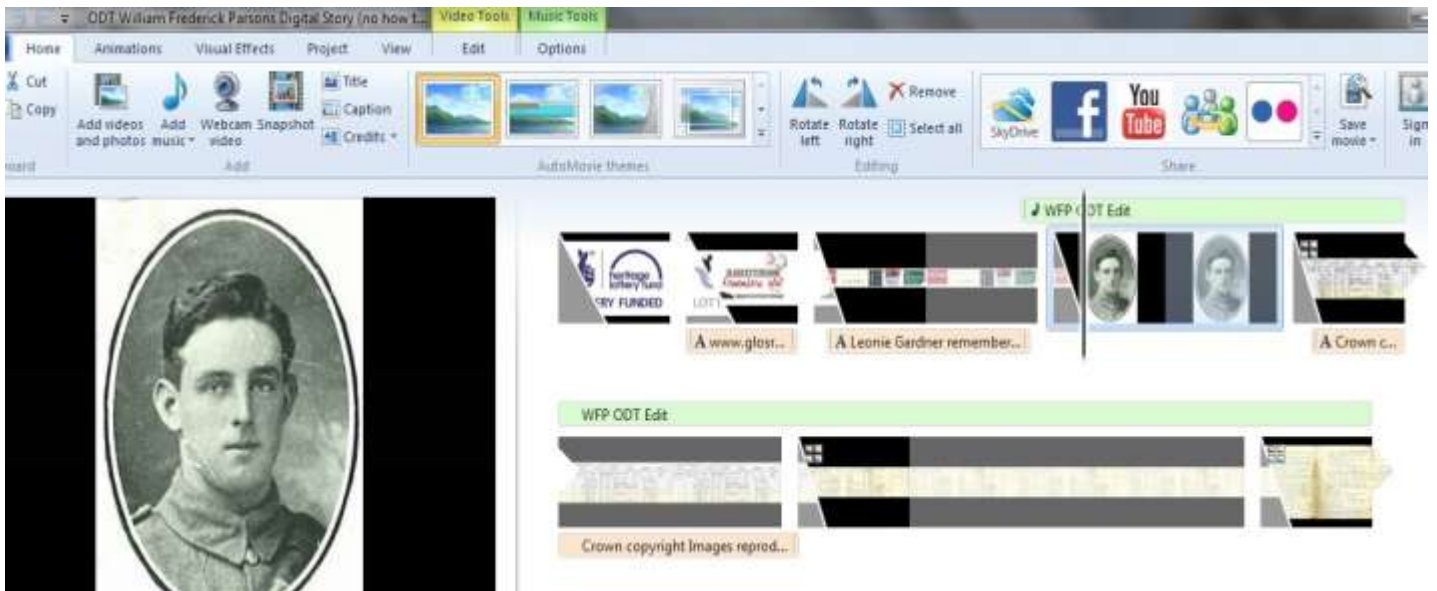 ODT William Frederick Parsons Digital Story (no how t... Video Tools Music Tools
Home Animations Visual Effects Project View Edit Options
Cut
Copy
Add videos and photos
Add music
Webcam video
Snapshot
Title
Caption
Credits
Add
AutoMovie themes
Rotate left
Rotate right
Remove
Select all
Editing
SkyDrive
f
You Tube
Share
Save movie
Sign in
WFP ODT Edit
heritage lottery fund
RY FUNDED
LOTT
A www.glosr...
A Leonie Gardner remember...
A Crown c...
WFP ODT Edit
Crown copyright Images reprod...